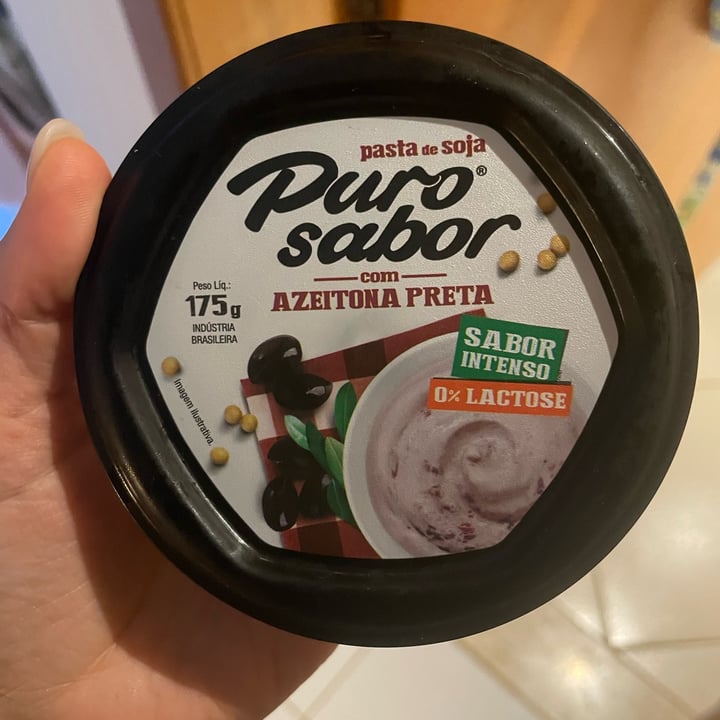 pasta de soja
Puro®
sabor
com
AZEITONA PRETA
Peso Líq.:
175g
INDÚSTRIA
BRASILEIRA
SABOR
INTENSO
0% LACTOSE
Imagem ilustrativa.